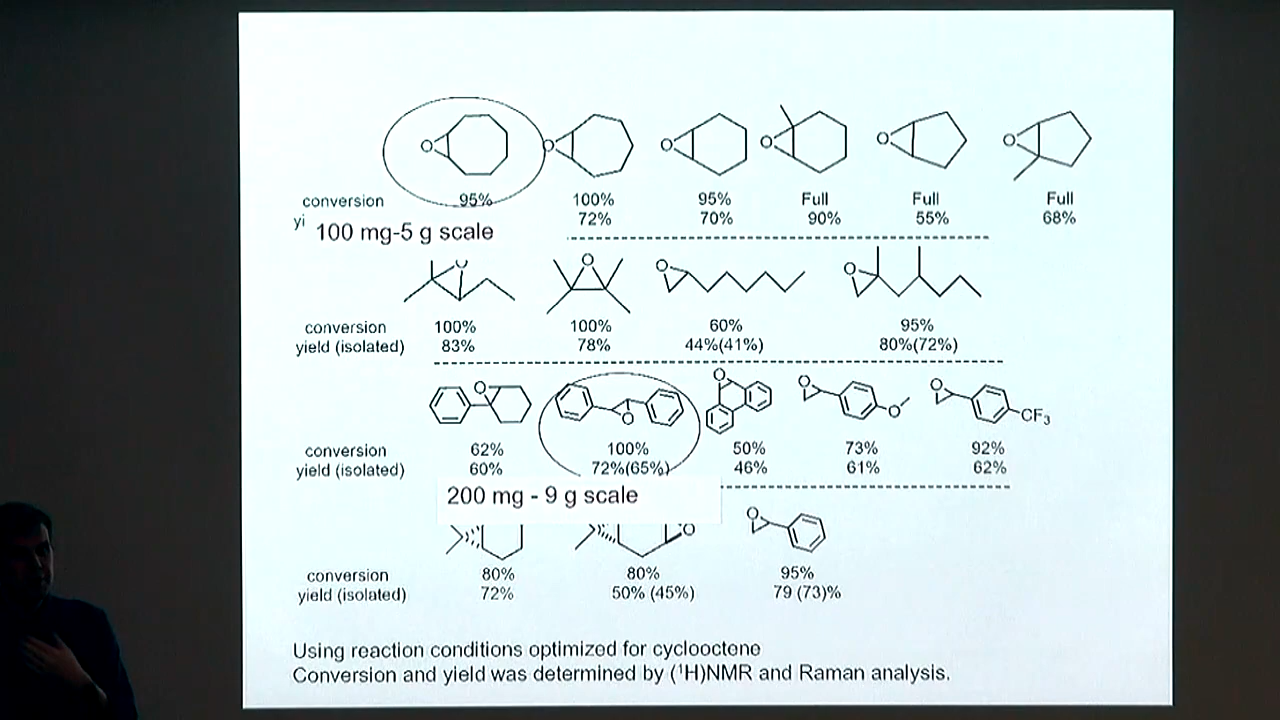 O O O O O O
conversion 95% 100% 95% Full Full Full
yi 72% 70% 90% 55% 68%
100 mg-5 g scale
O O O
conversion 100% 100% 60% 95%
yield (isolated) 83% 78% 44%(41%) 80%(72%)
O O O O O
O CF3
conversion 62% 100% 50% 73% 92%
yield (isolated) 60% 72%(65%) 46% 61% 62%
200 mg - 9 g scale
O O
conversion 80% 80% 95%
yield (isolated) 72% 50% (45%) 79 (73)%
Using reaction conditions optimized for cyclooctene
Conversion and yield was determined by (¹H)NMR and Raman analysis.